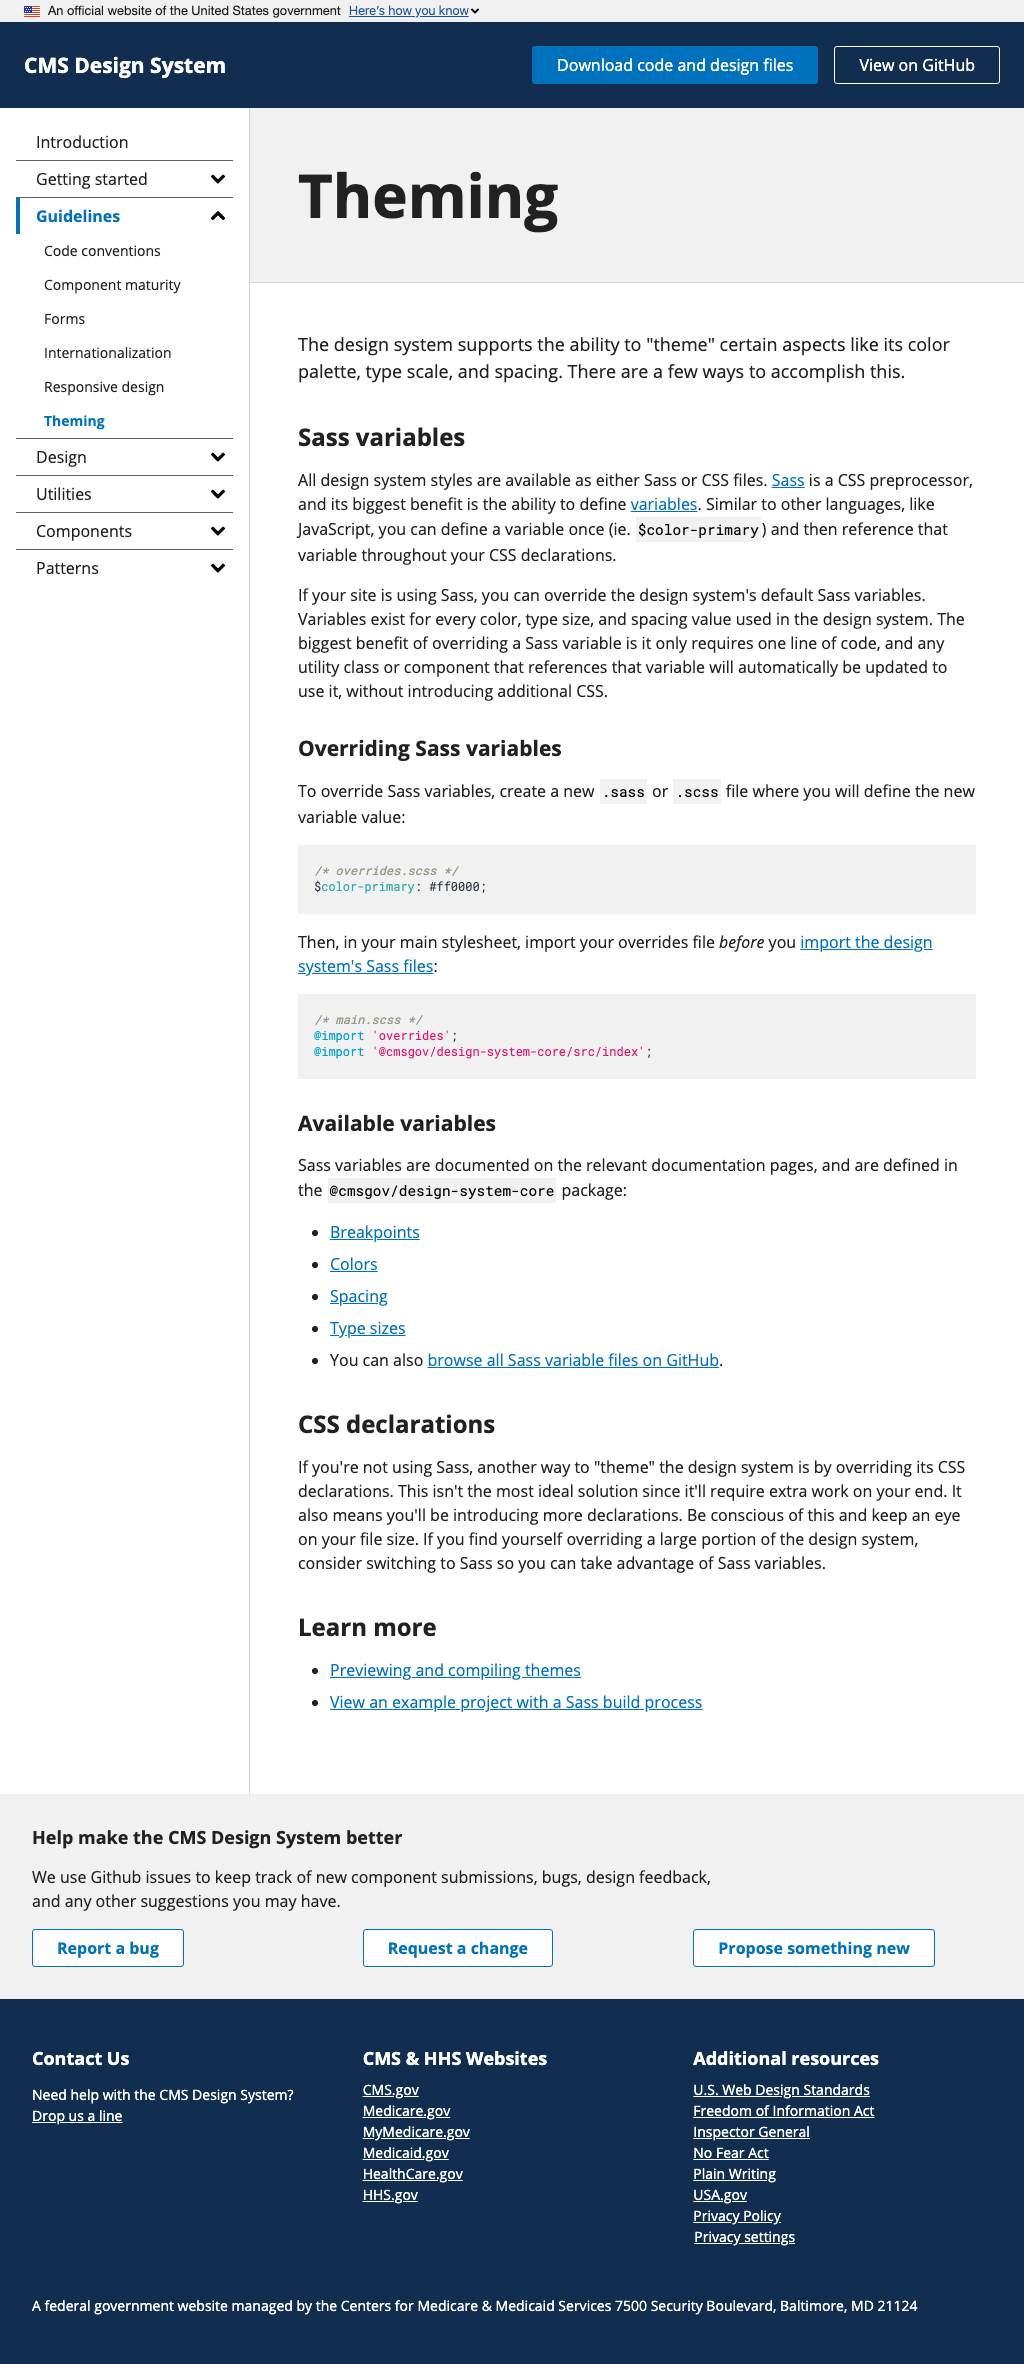 An official website of the United States government Here's how you know
CMS Design System
Download code and design files
View on GitHub
Introduction
Getting started
Guidelines
Code conventions
Component maturity
Forms
Internationalization
Responsive design
Theming
Design
Utilities
Components
Patterns
Theming
The design system supports the ability to "theme" certain aspects like its color
palette, type scale, and spacing. There are a few ways to accomplish this.
Sass variables
All design system styles are available as either Sass or CSS files. Sass is a CSS preprocessor,
and its biggest benefit is the ability to define variables. Similar to other languages, like
JavaScript, you can define a variable once (ie. $color-primary) and then reference that
variable throughout your CSS declarations.
If your site is using Sass, you can override the design system's default Sass variables.
Variables exist for every color, type size, and spacing value used in the design system. The
biggest benefit of overriding a Sass variable is it only requires one line of code, and any
utility class or component that references that variable will automatically be updated to
use it, without introducing additional CSS.
Overriding Sass variables
To override Sass variables, create a new .sass or .scss file where you will define the new
variable value:
/* overrides.scss */
$color-primary: #ff0000;
Then, in your main stylesheet, import your overrides file before you import the design
system's Sass files:
/* main.scss */
@import 'overrides';
@import '@cmsgov/design-system-core/src/index';
Available variables
Sass variables are documented on the relevant documentation pages, and are defined in
the @cmsgov/design-system-core package:
• Breakpoints
• Colors
• Spacing
• Type sizes
• You can also browse all Sass variable files on GitHub.
CSS declarations
If you're not using Sass, another way to "theme" the design system is by overriding its CSS
declarations. This isn't the most ideal solution since it'll require extra work on your end. It
also means you'll be introducing more declarations. Be conscious of this and keep an eye
on your file size. If you find yourself overriding a large portion of the design system,
consider switching to Sass so you can take advantage of Sass variables.
Learn more
• Previewing and compiling themes
• View an example project with a Sass build process
Help make the CMS Design System better
We use Github issues to keep track of new component submissions, bugs, design feedback,
and any other suggestions you may have.
Report a bug
Request a change
Propose something new
Contact Us
Need help with the CMS Design System?
Drop us a line
CMS & HHS Websites
CMS.gov
Medicare.gov
MyMedicare.gov
Medicaid.gov
HealthCare.gov
HHS.gov
Additional resources
U.S. Web Design Standards
Freedom of Information Act
Inspector General
No Fear Act
Plain Writing
USA.gov
Privacy Policy
Privacy settings
A federal government website managed by the Centers for Medicare & Medicaid Services 7500 Security Boulevard, Baltimore, MD 21124